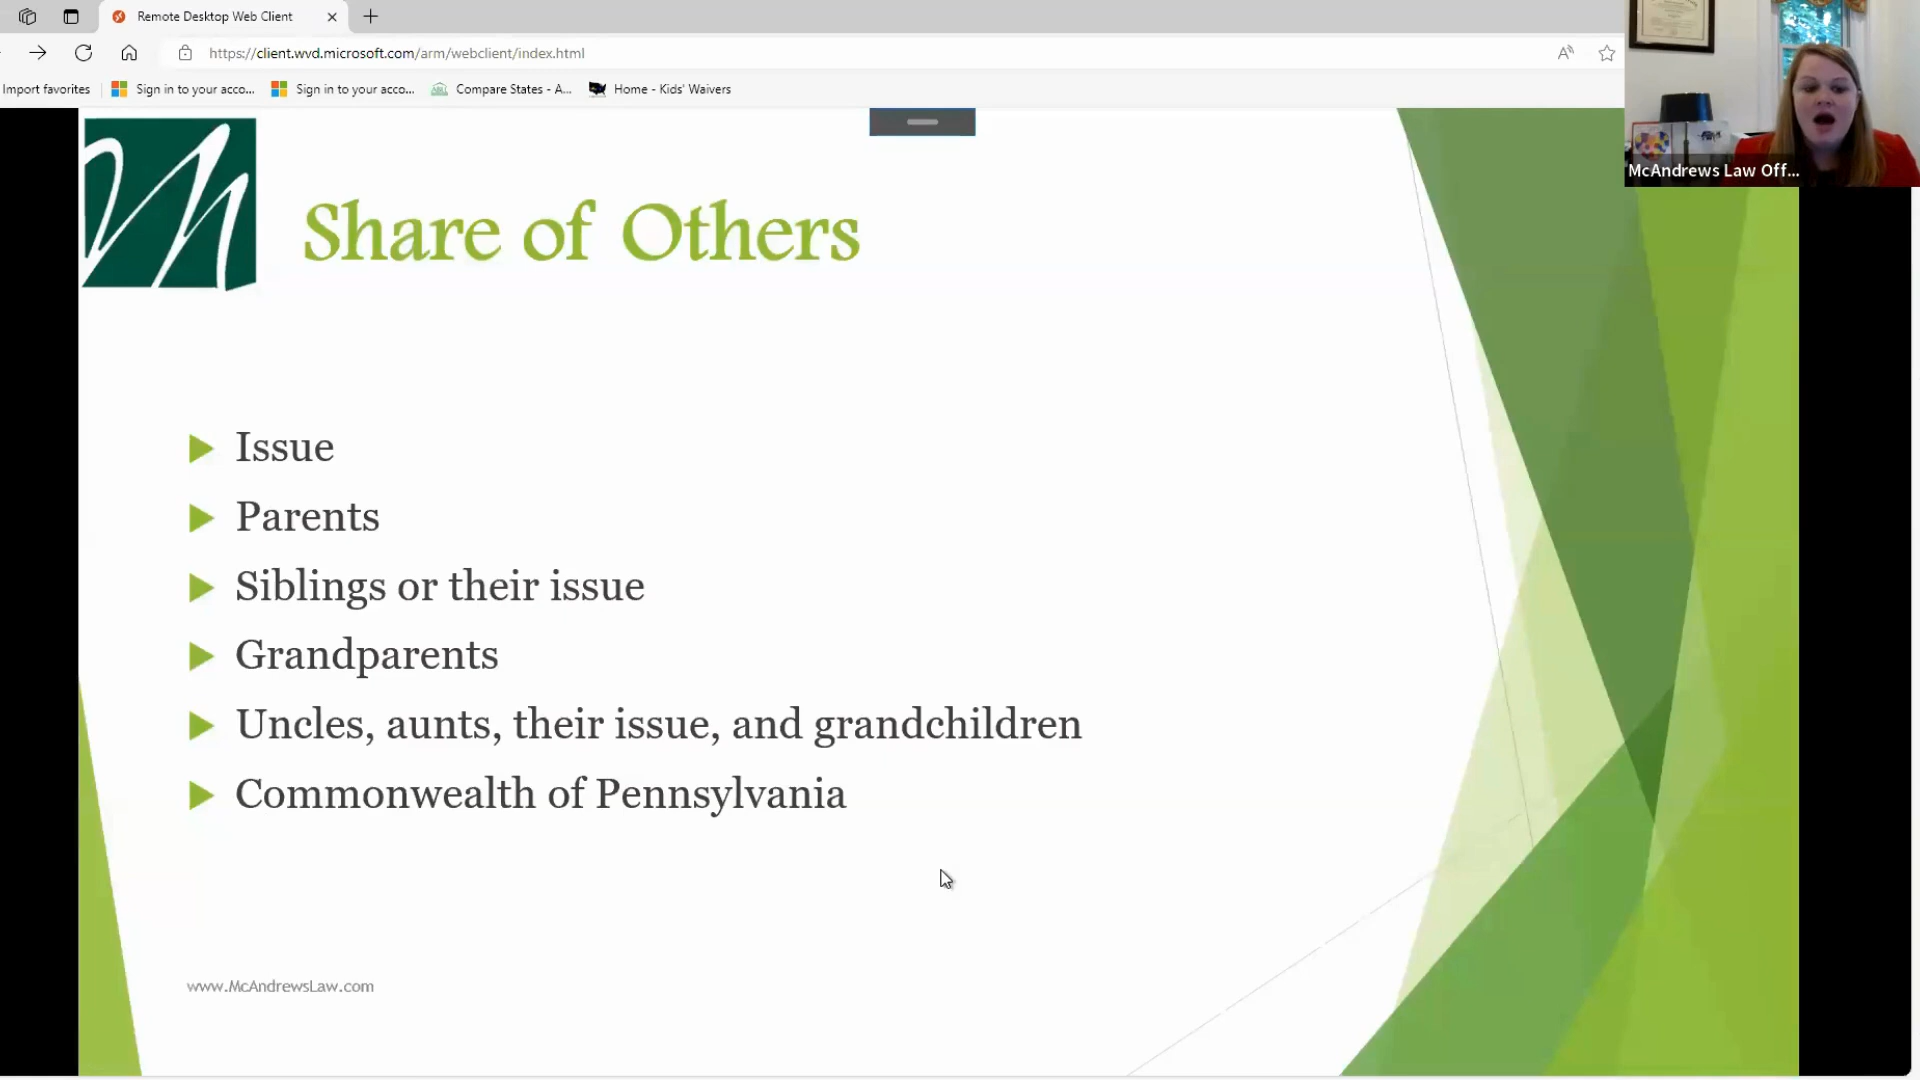 Remote Desktop Web Client
https://client.wvd.microsoft.com/arm/webclient/index.html
Import favorites
Sign in to your acco...
Sign in to your acco...
Compare States - A...
Home - Kids' Waivers
McAndrews Law Off...
Share of Others
Issue
Parents
Siblings or their issue
Grandparents
Uncles, aunts, their issue, and grandchildren
Commonwealth of Pennsylvania
www.McAndrewsLaw.com